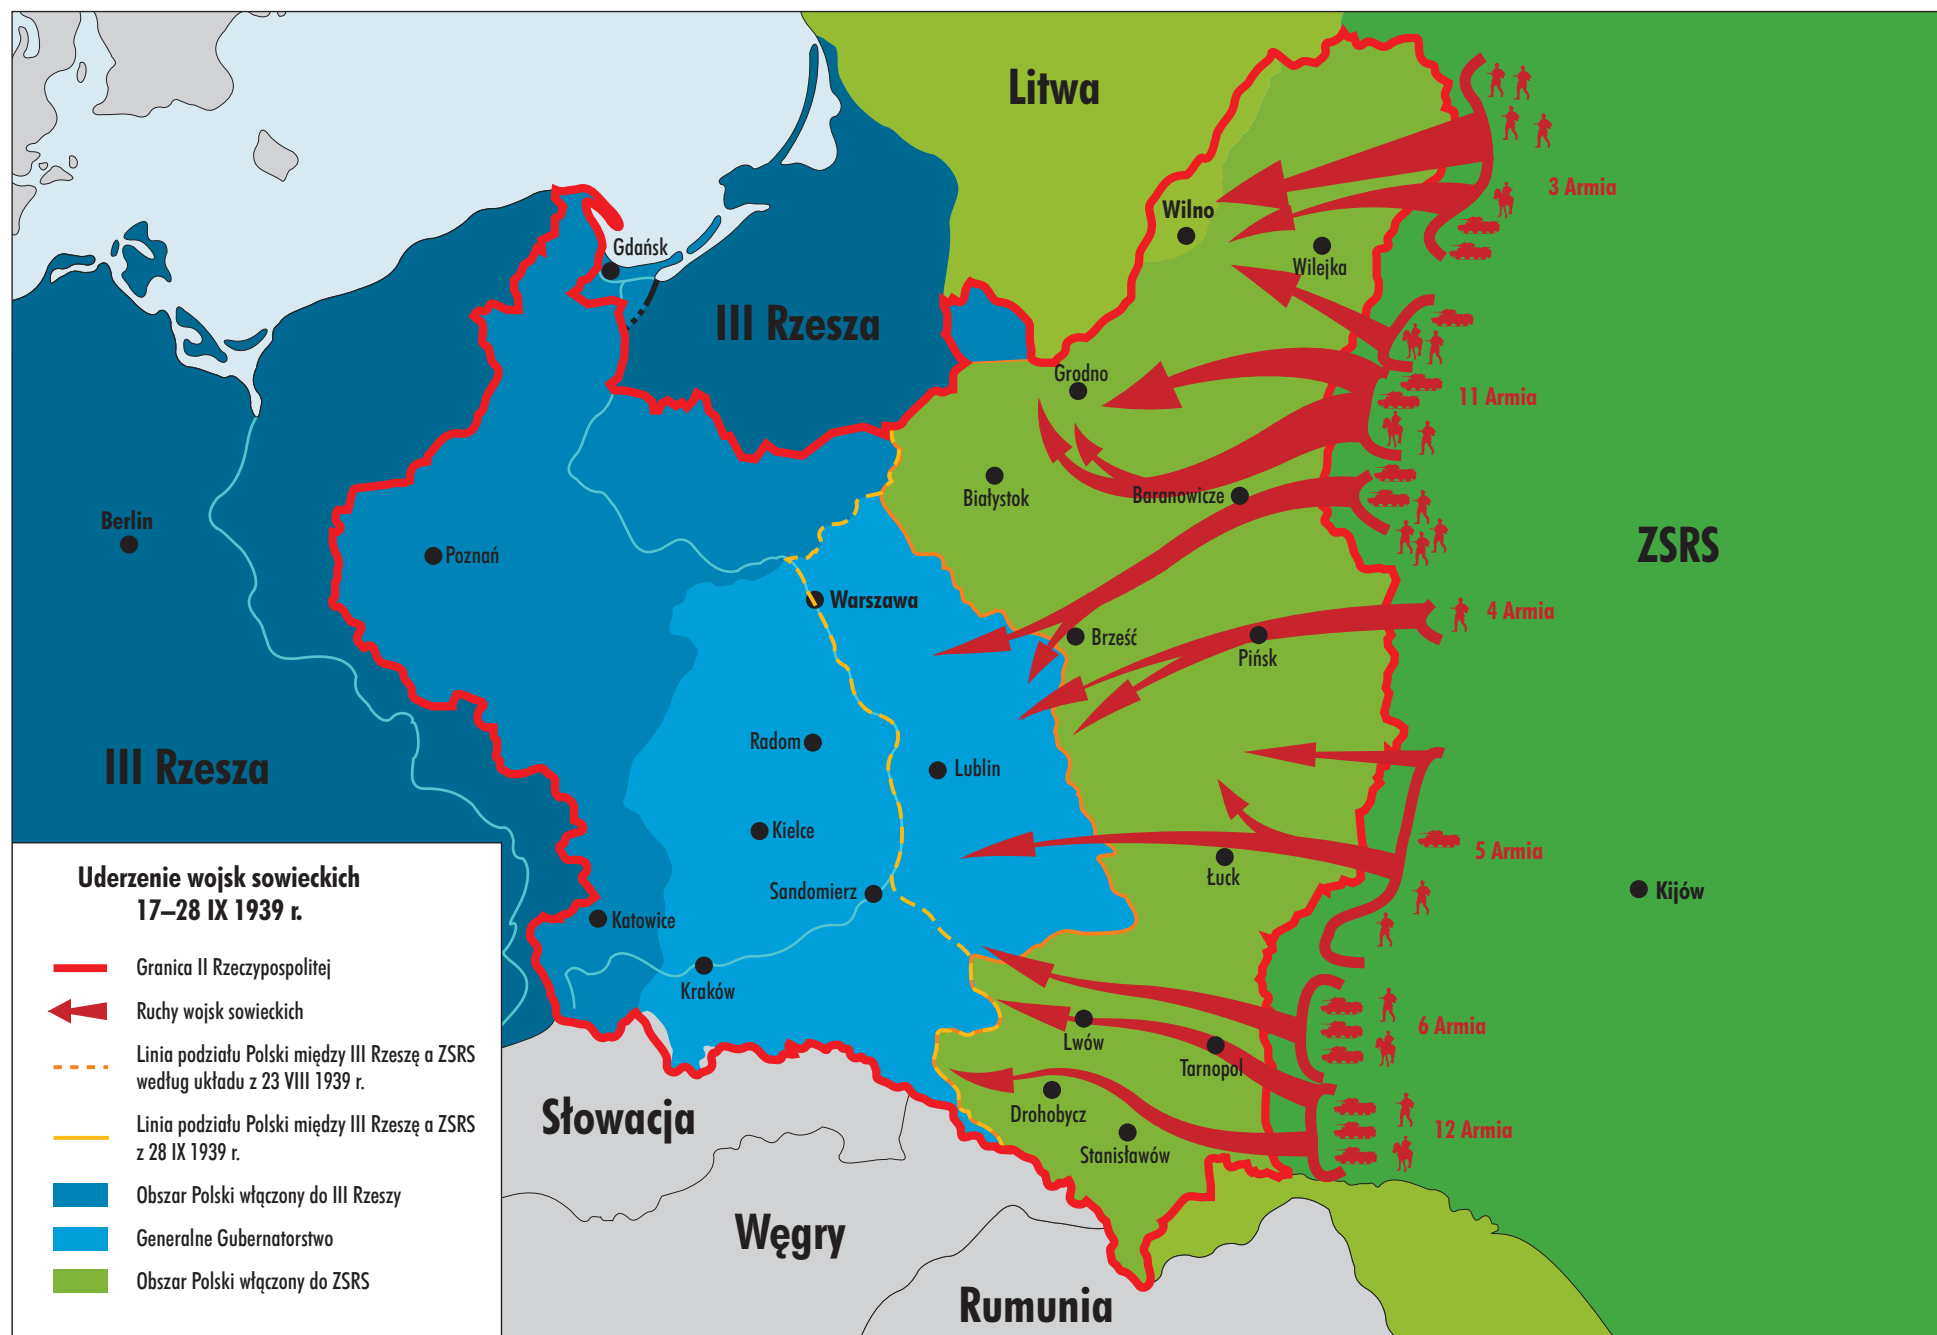 Litwa
3 Armia
Wilno
Wilejka
Gdańsk
III Rzesza
Grodno
11 Armia
Białystok
Baranowicze
Berlin
Poznań
ZSRS
Warszawa
4 Armia
Brześć
Pińsk
III Rzesza
Radom
Lublin
Kielce
5 Armia
Łuck
Sandomierz
Kijów
Katowice
Kraków
6 Armia
Lwów
Tarnopol
Drohobycz
12 Armia
Stanisławów
Słowacja
Węgry
Rumunia
Uderzenie wojsk sowieckich
17–28 IX 1939 r.
Granica II Rzeczypospolitej
Ruchy wojsk sowieckich
Linia podziału Polski między III Rzeszę a ZSRS
według układu z 23 VIII 1939 r.
Linia podziału Polski między III Rzeszę a ZSRS
z 28 IX 1939 r.
Obszar Polski włączony do III Rzeszy
Generalne Gubernatorstwo
Obszar Polski włączony do ZSRS